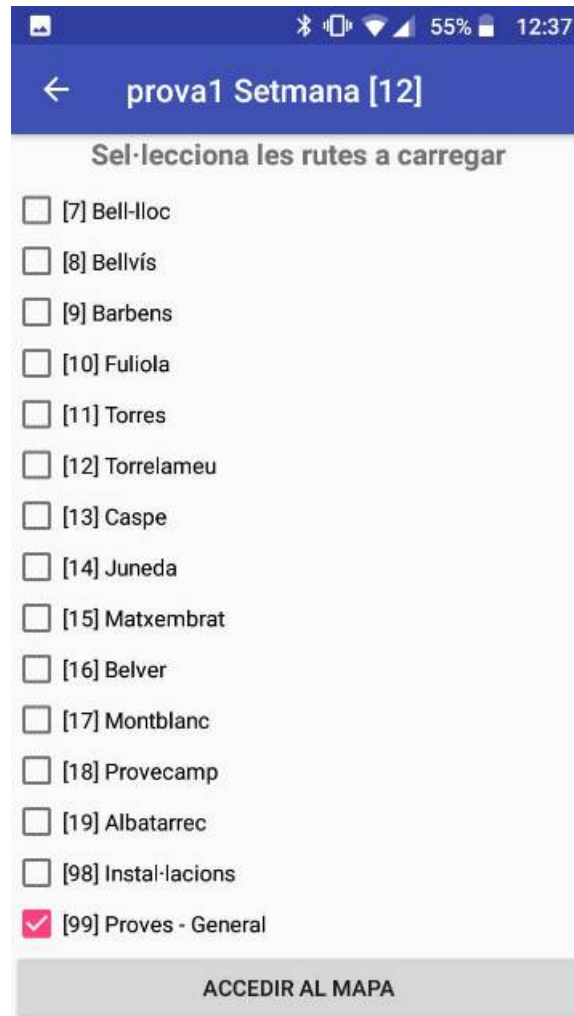 55% 12:37
prova1 Setmana [12]
Sel·lecciona les rutes a carregar
[7] Bell-lloc
[8] Bellvís
[9] Barbens
[10] Fuliola
[11] Torres
[12] Torrelameu
[13] Caspe
[14] Juneda
[15] Matxembrat
[16] Belver
[17] Montblanc
[18] Provecamp
[19] Albatarrec
[98] Instal·lacions
[99] Proves - General
ACCEDIR AL MAPA